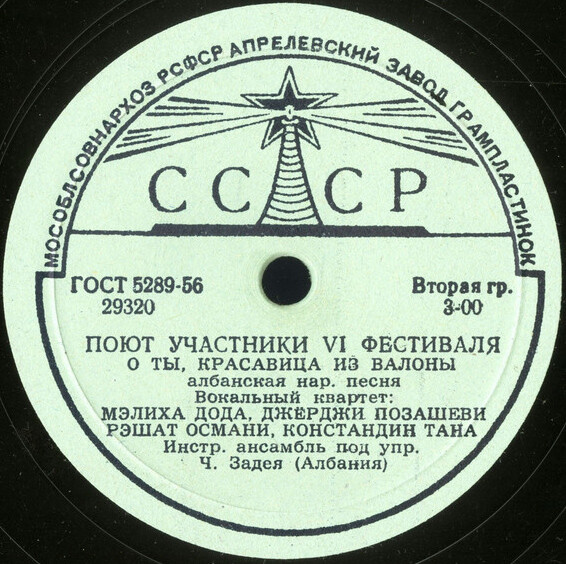 МОСОБЛСОВНАРХОЗ РСФСР АПРЕЛЕВСКИЙ ЗАВОД ГРАМПЛАСТИНОК
СССР
ГОСТ 5289-56
29320
Вторая гр.
3-00
ПОЮТ УЧАСТНИКИ VI ФЕСТИВАЛЯ
О ТЫ, КРАСАВИЦА ИЗ ВАЛОНЫ
албанская нар. песня
Вокальный квартет:
МЭЛИХА ДОДА, ДЖЁРДЖИ ПОЗАШЕВИ
РЭШАТ ОСМАНИ, КОНСТАНДИН ТАНА
Инстр. ансамбль под упр.
Ч. Задея (Албания)